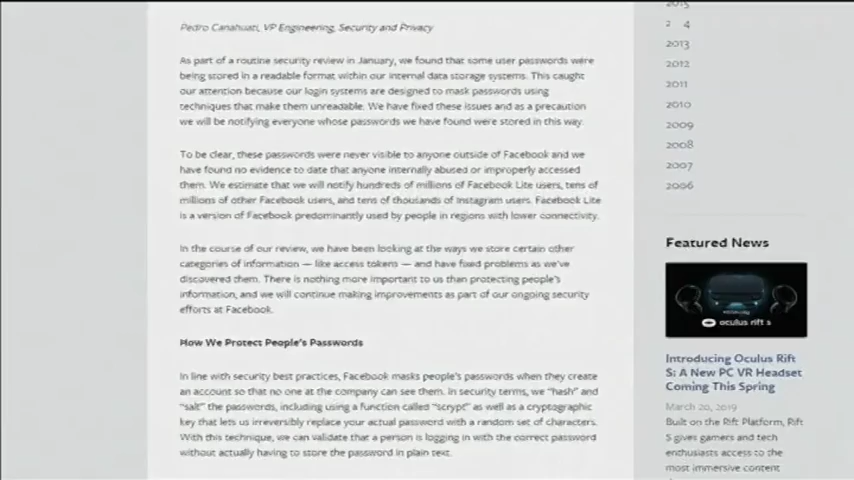 Pedro Canahuati, VP Engineering, Security and Privacy
As part of a routine security review in January, we found that some user passwords were
being stored in a readable format within our internal data storage systems. This caught
our attention because our login systems are designed to mask passwords using
techniques that make them unreadable. We have fixed these issues and as a precaution
we will be notifying everyone whose passwords we have found were stored in this way.
To be clear, these passwords were never visible to anyone outside of Facebook and we
have found no evidence to date that anyone internally abused or improperly accessed
them. We estimate that we will notify hundreds of millions of Facebook Lite users, tens of
millions of other Facebook users, and tens of thousands of Instagram users. Facebook Lite
is a version of Facebook predominantly used by people in regions with lower connectivity.
In the course of our review, we have been looking at the ways we store certain other
categories of information — like access tokens — and have fixed problems as we've
discovered them. There is nothing more important to us than protecting people's
information, and we will continue making improvements as part of our ongoing security
efforts at Facebook.
How We Protect People's Passwords
In line with security best practices, Facebook masks people's passwords when they create
an account so that no one at the company can see them. In security terms, we "hash" and
"salt" the passwords, including using a function called "scrypt" as well as a cryptographic
key that lets us irreversibly replace your actual password with a random set of characters.
With this technique, we can validate that a person is logging in with the correct password
without actually having to store the password in plain text.
2015
2 4
2013
2012
2011
2010
2009
2008
2007
2006
Featured News
oculus rift s
Introducing Oculus Rift
S: A New PC VR Headset
Coming This Spring
March 20, 2019
Built on the Rift Platform, Rift
S gives gamers and tech
enthusiasts access to the
most immersive content